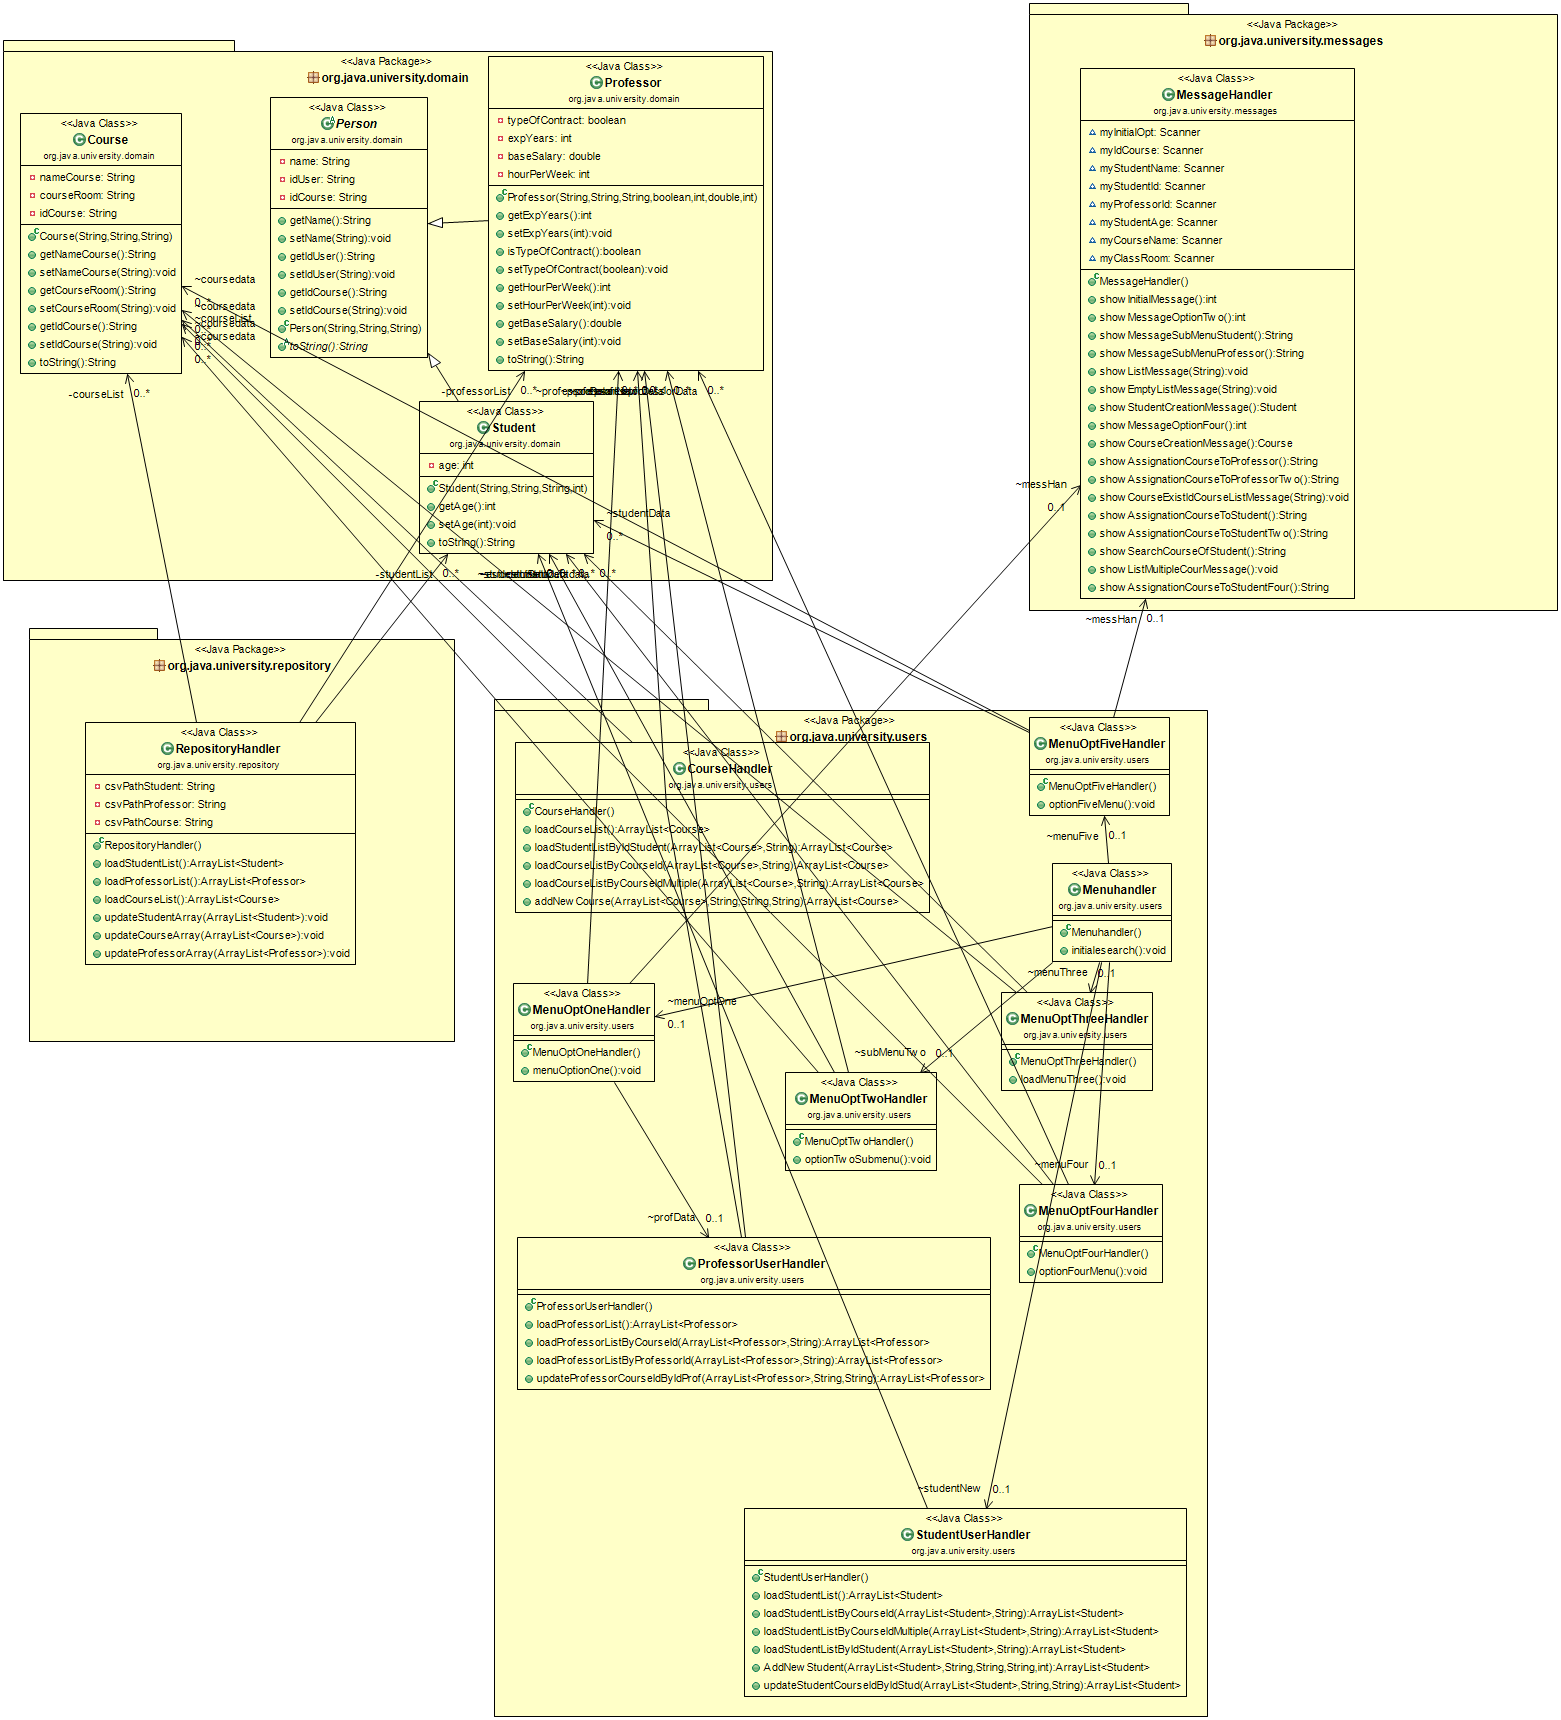 <<Java Package>>
org.java.university.domain
<<Java Class>>
Course
org.java.university.domain
nameCourse: String
courseRoom: String
idCourse: String
Course(String,String,String)
getNameCourse():String
setNameCourse(String):void
getCourseRoom():String
setCourseRoom(String):void
getIdCourse():String
setIdCourse(String):void
toString():String
<<Java Class>>
Person
org.java.university.domain
name: String
idUser: String
idCourse: String
getName():String
setName(String):void
getIdUser():String
setIdUser(String):void
getIdCourse():String
setIdCourse(String):void
Person(String,String,String)
toString():String
<<Java Class>>
Professor
org.java.university.domain
typeOfContract: boolean
expYears: int
baseSalary: double
hourPerWeek: int
Professor(String,String,String,boolean,int,double,int)
getExpYears():int
setExpYears(int):void
isTypeOfContract():boolean
setTypeOfContract(boolean):void
getHourPerWeek():int
setHourPerWeek(int):void
getBaseSalary():double
setBaseSalary(int):void
toString():String
<<Java Class>>
Student
org.java.university.domain
age: int
Student(String,String,String,int)
getAge():int
setAge(int):void
toString():String
~coursedata
0..*
~coursedata
~courseList
~coursedata
~coursedata
0..*
-courseList 0..*
-professorList 0..*
0..*
~studentData
0..*
-studentList 0..*
0..*
<<Java Package>>
org.java.university.messages
<<Java Class>>
MessageHandler
org.java.university.messages
myInitialOpt: Scanner
myIdCourse: Scanner
myStudentName: Scanner
myStudentId: Scanner
myProfessorId: Scanner
myStudentAge: Scanner
myCourseName: Scanner
myClassRoom: Scanner
MessageHandler()
showInitialMessage():int
showMessageOptionTwo():int
showMessageSubMenuStudent():String
showMessageSubMenuProfessor():String
showListMessage(String):void
showEmptyListMessage(String):void
showStudentCreationMessage():Student
showMessageOptionFour():int
showCourseCreationMessage():Course
showAssignationCourseToProfessor():String
showAssignationCourseToProfessorTwo():String
showCourseExistIdCourseListMessage(String):void
showAssignationCourseToStudent():String
showAssignationCourseToStudentTwo():String
showSearchCourseOfStudent():String
showListMultipleCourMessage():void
showAssignationCourseToStudentFour():String
~messHan
0..1
~messHan 0..1
<<Java Package>>
org.java.university.repository
<<Java Class>>
RepositoryHandler
org.java.university.repository
csvPathStudent: String
csvPathProfessor: String
csvPathCourse: String
RepositoryHandler()
loadStudentList():ArrayList<Student>
loadProfessorList():ArrayList<Professor>
loadCourseList():ArrayList<Course>
updateStudentArray(ArrayList<Student>):void
updateCourseArray(ArrayList<Course>):void
updateProfessorArray(ArrayList<Professor>):void
<<Java Package>>
org.java.university.users
<<Java Class>>
CourseHandler
org.java.university.users
CourseHandler()
loadCourseList():ArrayList<Course>
loadStudentListByIdStudent(ArrayList<Course>,String):ArrayList<Course>
loadCourseListByCourseId(ArrayList<Course>,String):ArrayList<Course>
loadCourseListByCourseIdMultiple(ArrayList<Course>,String):ArrayList<Course>
addNewCourse(ArrayList<Course>,String,String,String):ArrayList<Course>
<<Java Class>>
MenuOptFiveHandler
org.java.university.users
MenuOptFiveHandler()
optionFiveMenu():void
~menuFive 0..1
<<Java Class>>
Menuhandler
org.java.university.users
Menuhandler()
initialesearch():void
~menuThree 0..1
<<Java Class>>
MenuOptOneHandler
org.java.university.users
MenuOptOneHandler()
menuOptionOne():void
~menuOptOne
0..1
<<Java Class>>
MenuOptThreeHandler
org.java.university.users
MenuOptThreeHandler()
loadMenuThree():void
~subMenuTwo 0..1
<<Java Class>>
MenuOptTwoHandler
org.java.university.users
MenuOptTwoHandler()
optionTwoSubmenu():void
~menuFour 0..1
<<Java Class>>
MenuOptFourHandler
org.java.university.users
MenuOptFourHandler()
optionFourMenu():void
~profData 0..1
<<Java Class>>
ProfessorUserHandler
org.java.university.users
ProfessorUserHandler()
loadProfessorList():ArrayList<Professor>
loadProfessorListByCourseId(ArrayList<Professor>,String):ArrayList<Professor>
loadProfessorListByProfessorId(ArrayList<Professor>,String):ArrayList<Professor>
updateProfessorCourseIdByIdProf(ArrayList<Professor>,String,String):ArrayList<Professor>
~studentNew 0..1
<<Java Class>>
StudentUserHandler
org.java.university.users
StudentUserHandler()
loadStudentList():ArrayList<Student>
loadStudentListByCourseId(ArrayList<Student>,String):ArrayList<Student>
loadStudentListByCourseIdMultiple(ArrayList<Student>,String):ArrayList<Student>
loadStudentListByIdStudent(ArrayList<Student>,String):ArrayList<Student>
AddNewStudent(ArrayList<Student>,String,String,String,int):ArrayList<Student>
updateStudentCourseIdByIdStud(ArrayList<Student>,String,String):ArrayList<Student>